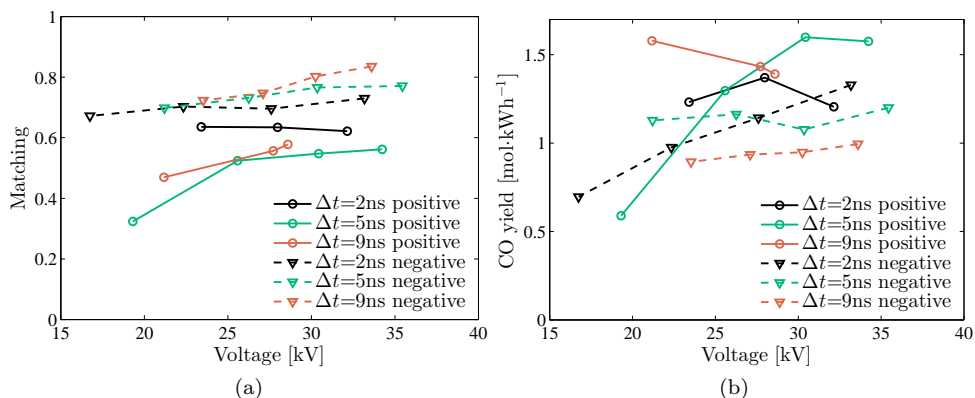 1
0.8
0.6
0.4
0.2
0
Matching
15 20 25 30 35 40
Voltage [kV]
Δt=2ns positive
Δt=5ns positive
Δt=9ns positive
Δt=2ns negative
Δt=5ns negative
Δt=9ns negative
(a)
1.5
1
0.5
0
CO yield [mol·kWh⁻¹]
15 20 25 30 35 40
Voltage [kV]
Δt=2ns positive
Δt=5ns positive
Δt=9ns positive
Δt=2ns negative
Δt=5ns negative
Δt=9ns negative
(b)